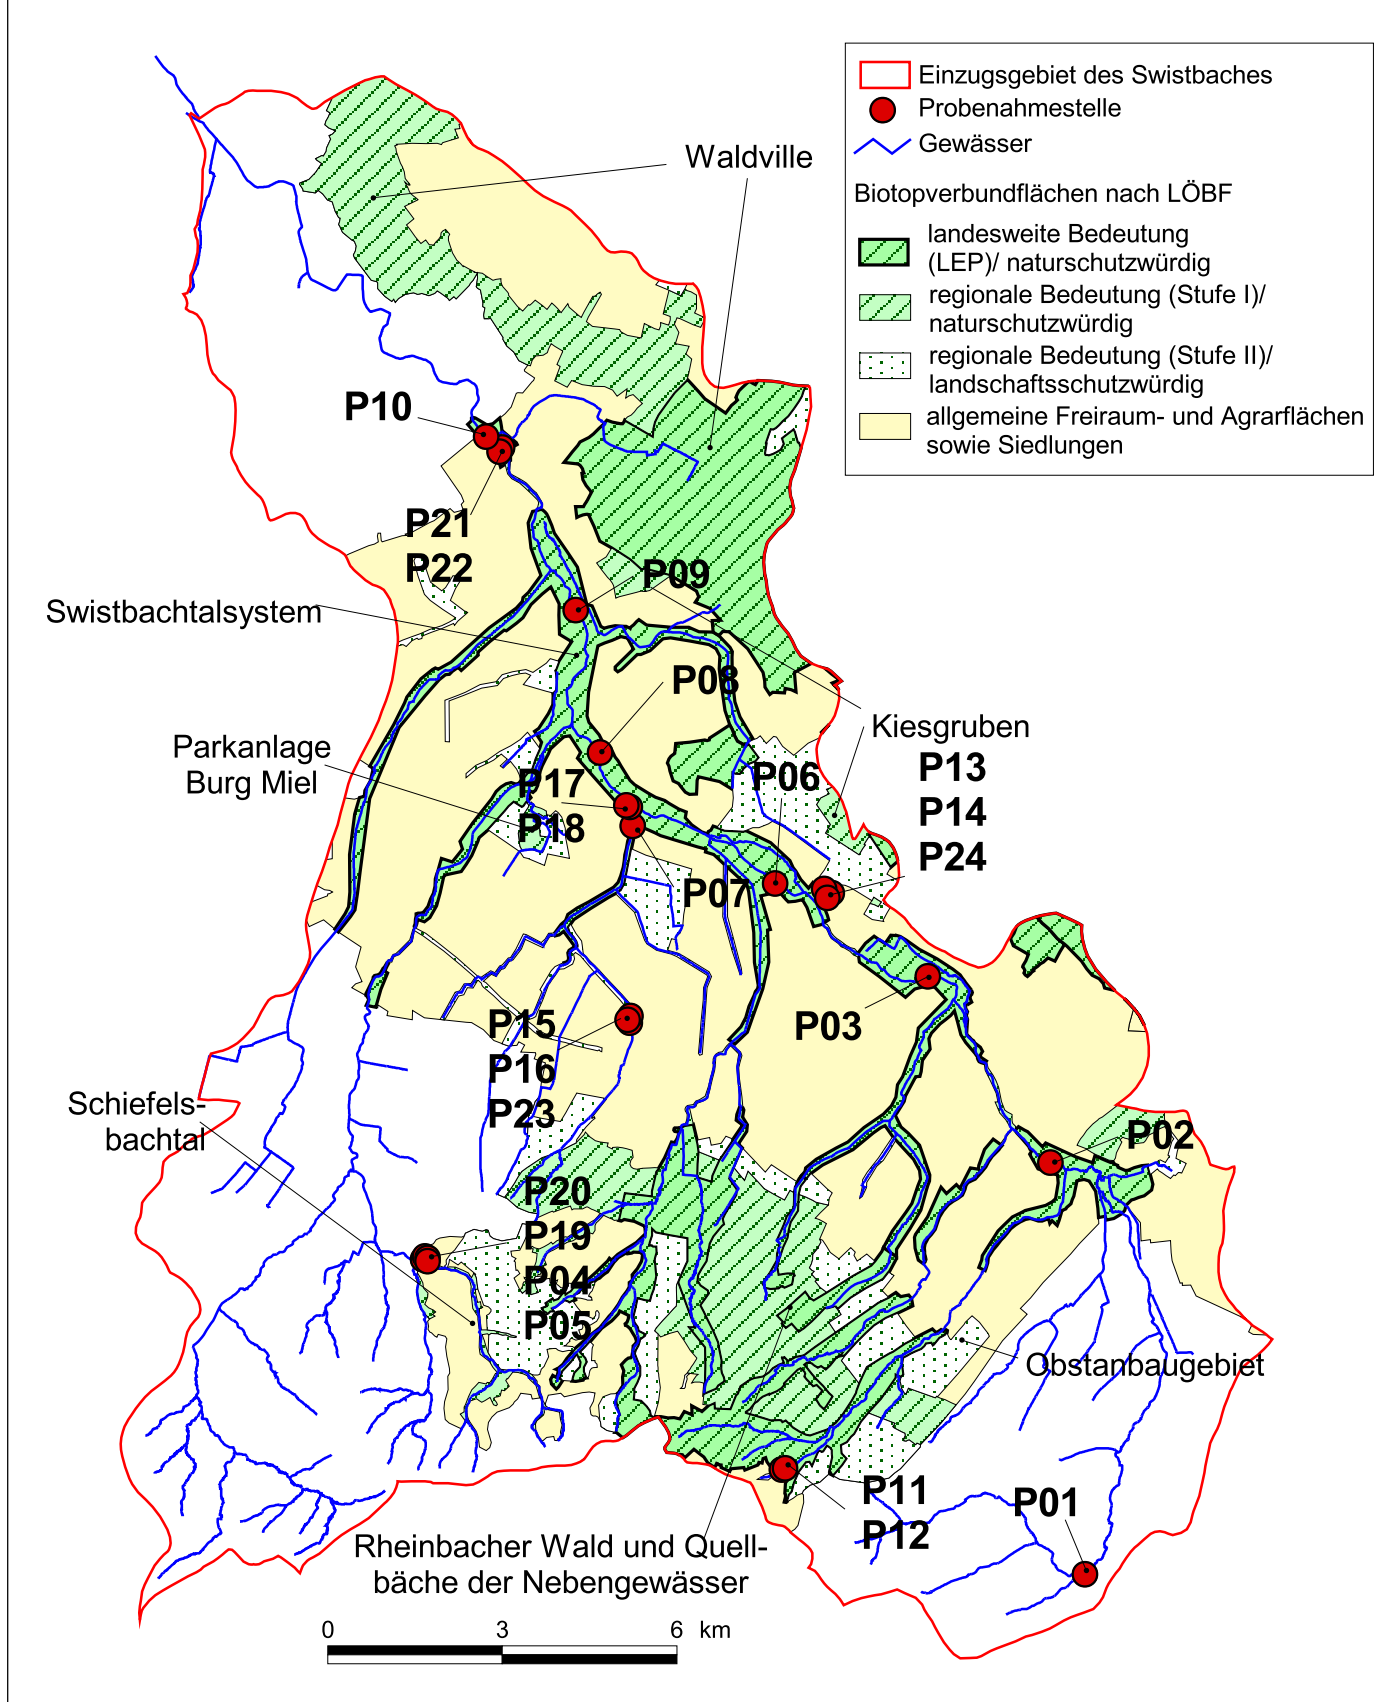 Einzugsgebiet des Swistbaches
Probenahmestelle
Gewässer
Biotopverbundflächen nach LÖBF
landesweite Bedeutung
(LEP)/ naturschutzwürdig
regionale Bedeutung (Stufe I)/
naturschutzwürdig
regionale Bedeutung (Stufe II)/
landschaftsschutzwürdig
allgemeine Freiraum- und Agrarflächen
sowie Siedlungen
Waldville
P10
P21
P22
P09
Swistbachtalsystem
P08
Kiesgruben
P13
P14
P24
Parkanlage
Burg Miel
P17
P18
P06
P07
P03
P15
P16
P23
Schiefels-
bachtal
P02
P20
P19
P04
P05
Obstanbaugebiet
P11
P12
P01
Rheinbacher Wald und Quell-
bäche der Nebengewässer
0 3 6 km